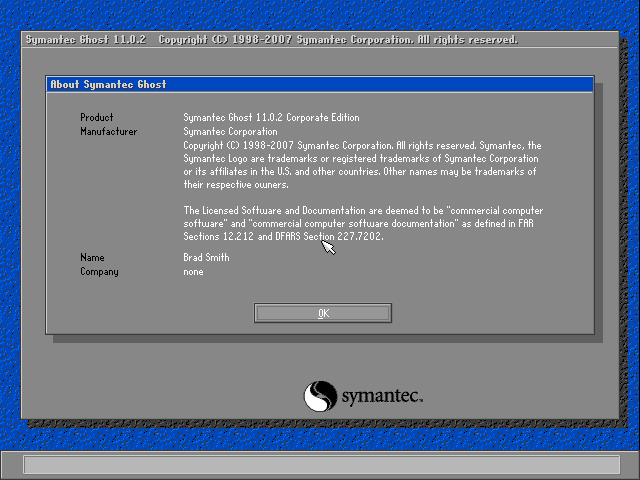 Symantec Ghost 11.0.2   Copyright (C) 1998-2007 Symantec Corporation. All rights reserved.
About Symantec Ghost
Product Symantec Ghost 11.0.2 Corporate Edition
Manufacturer Symantec Corporation
Copyright (C) 1998-2007 Symantec Corporation. All rights reserved. Symantec, the
Symantec Logo are trademarks or registered trademarks of Symantec Corporation
or its affiliates in the U.S. and other countries. Other names may be trademarks of
their respective owners.
The Licensed Software and Documentation are deemed to be "commercial computer
software" and "commercial computer software documentation" as defined in FAR
Sections 12.212 and DFARS Section 227.7202.
Name Brad Smith
Company none
OK
symantec.